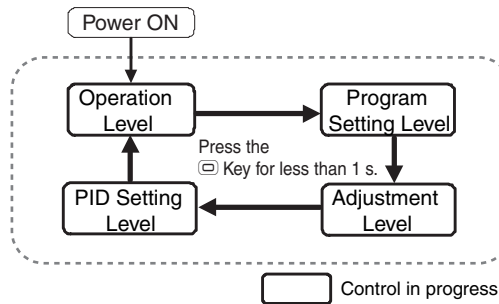 Power ON
Operation
Level
Program
Setting Level
Press the
Key for less than 1 s.
PID Setting
Level
Adjustment
Level
Control in progress